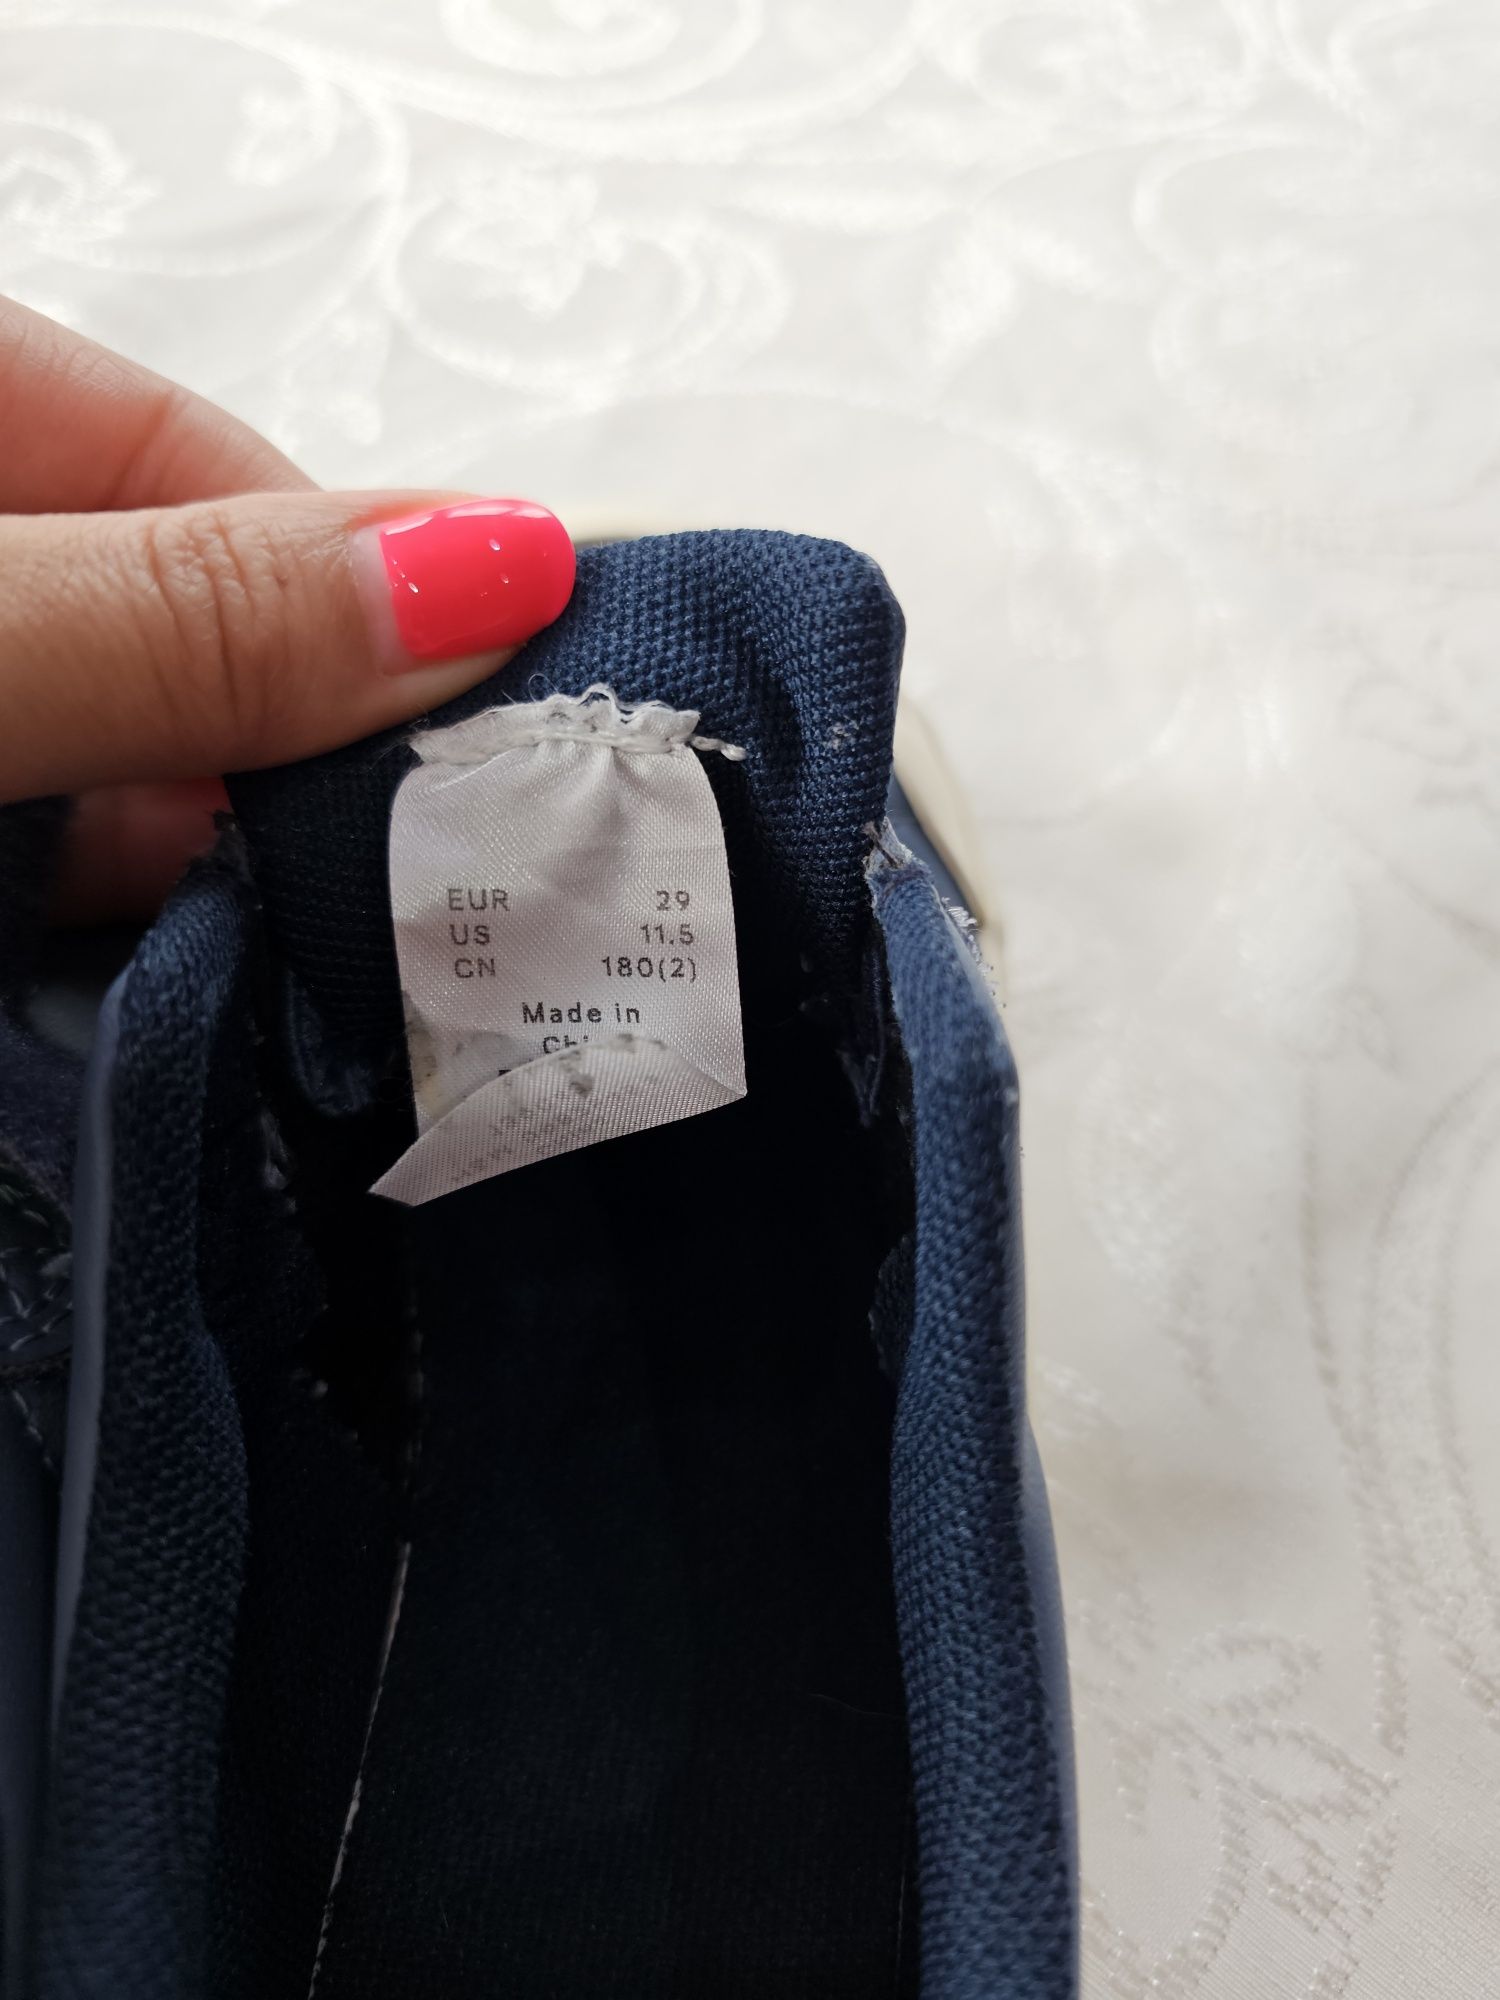 EUR 29
US 11.5
CN 180(2)
Made in